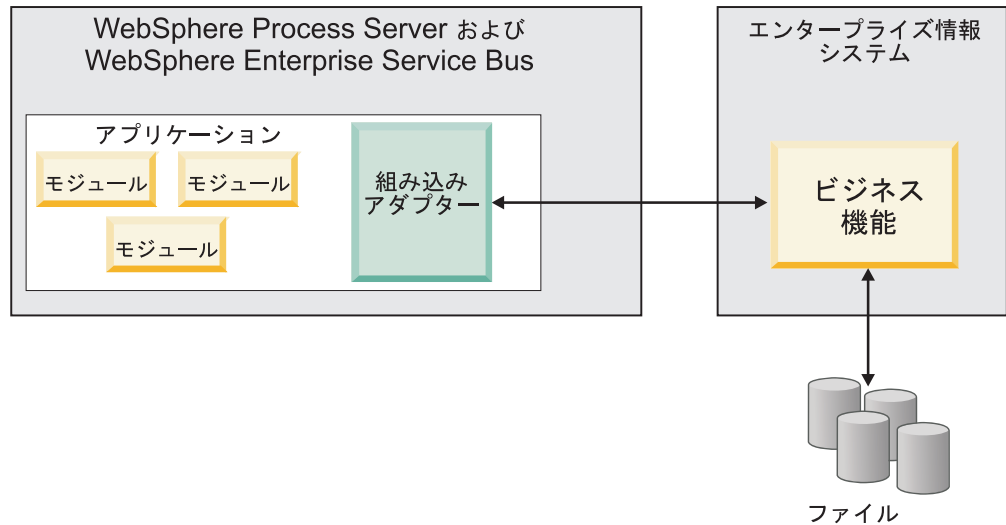 WebSphere Process Server および
WebSphere Enterprise Service Bus
アプリケーション
モジュール
モジュール
モジュール
組み込み
アダプター
エンタープライズ情報
システム
ビジネス
機能
ファイル